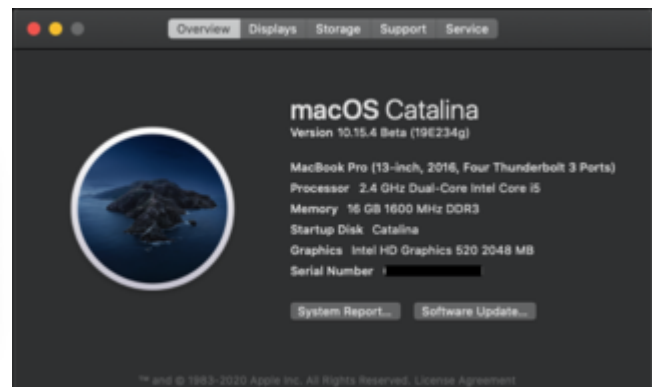 Overview Displays Storage Support Service
macOS Catalina
Version 10.15.4 Beta (19E234g)
MacBook Pro (13-inch, 2016, Four Thunderbolt 3 Ports)
Processor 2.4 GHz Dual-Core Intel Core i5
Memory 16 GB 1600 MHz DDR3
Startup Disk Catalina
Graphics Intel HD Graphics 520 2048 MB
Serial Number
System Report... Software Update...
™ and © 1983-2020 Apple Inc. All Rights Reserved. License Agreement